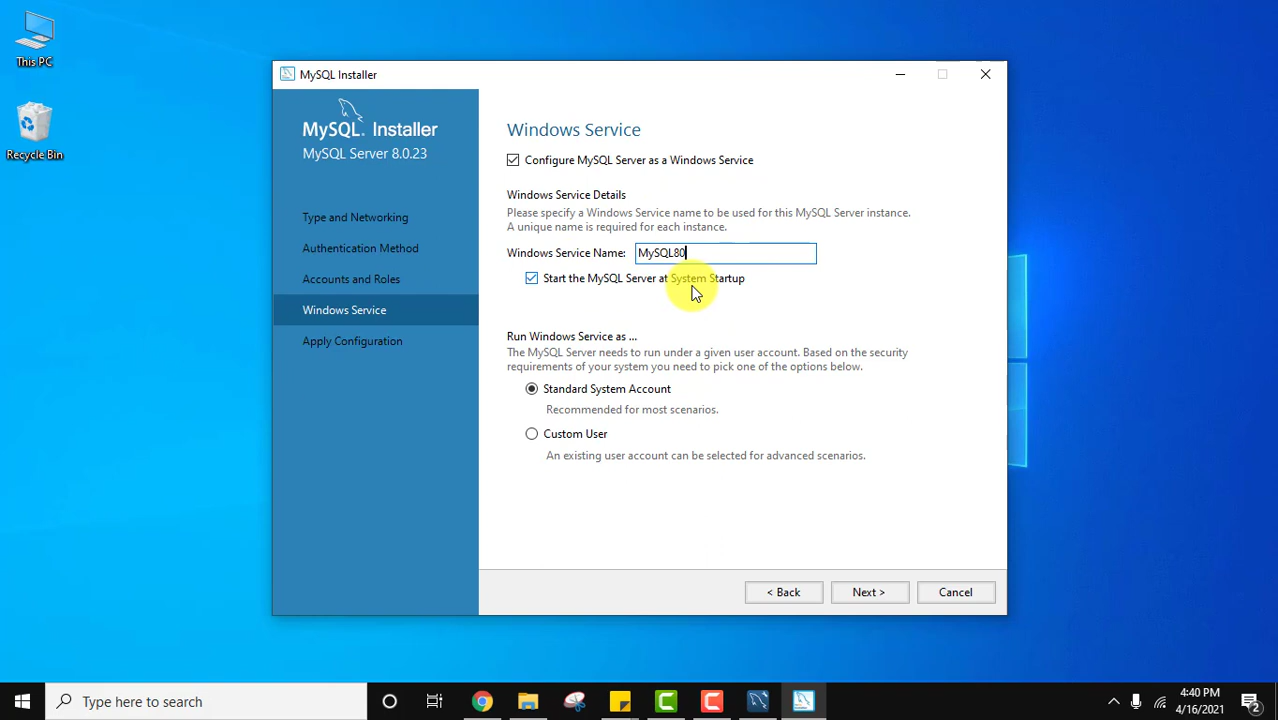 This PC
Recycle Bin
MySQL Installer
MySQL. Installer
MySQL Server 8.0.23
Type and Networking
Authentication Method
Accounts and Roles
Windows Service
Apply Configuration
Windows Service
Configure MySQL Server as a Windows Service
Windows Service Details
Please specify a Windows Service name to be used for this MySQL Server instance.
A unique name is required for each instance.
Windows Service Name: MySQL80
Start the MySQL Server at System Startup
Run Windows Service as ...
The MySQL Server needs to run under a given user account. Based on the security
requirements of your system you need to pick one of the options below.
Standard System Account
Recommended for most scenarios.
Custom User
An existing user account can be selected for advanced scenarios.
< Back
Next >
Cancel
Type here to search
4:40 PM
4/16/2021
2